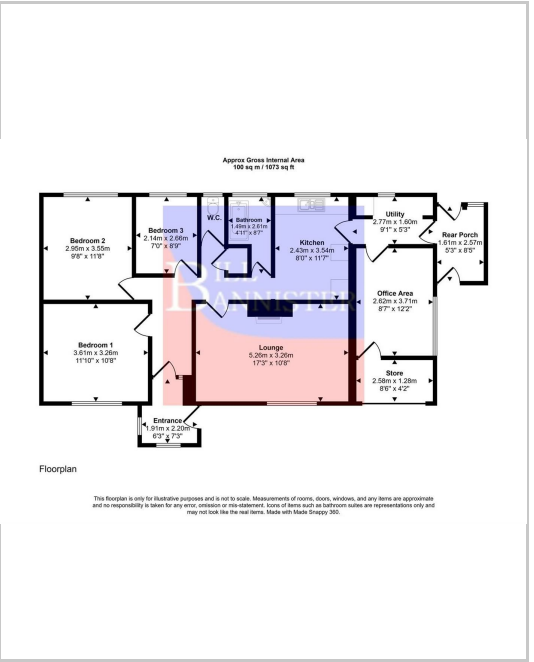 Approx Gross Internal Area
100 sq m / 1073 sq ft
Bedroom 2
2.95m x 3.55m
9'8" x 11'8"
Bedroom 3
2.14m x 2.66m
7'0" x 8'9"
W.C.
Bathroom
1.49m x 2.61m
4'11" x 8'7"
Kitchen
2.43m x 3.54m
8'0" x 11'7"
Utility
2.77m x 1.60m
9'1" x 5'3"
Rear Porch
1.61m x 2.57m
5'3" x 8'5"
Office Area
2.62m x 3.71m
8'7" x 12'2"
BILL
BANNISTER
Bedroom 1
3.61m x 3.26m
11'10" x 10'8"
Lounge
5.26m x 3.26m
17'3" x 10'8"
Store
2.58m x 1.28m
8'6" x 4'2"
Entrance
1.91m x 2.20m
6'3" x 7'3"
Floorplan
This floorplan is only for illustrative purposes and is not to scale. Measurements of rooms, doors, windows, and any items are approximate
and no responsibility is taken for any error, omission or mis-statement. Icons of items such as bathroom suites are representations only and
may not look like the real items. Made with Made Snappy 360.